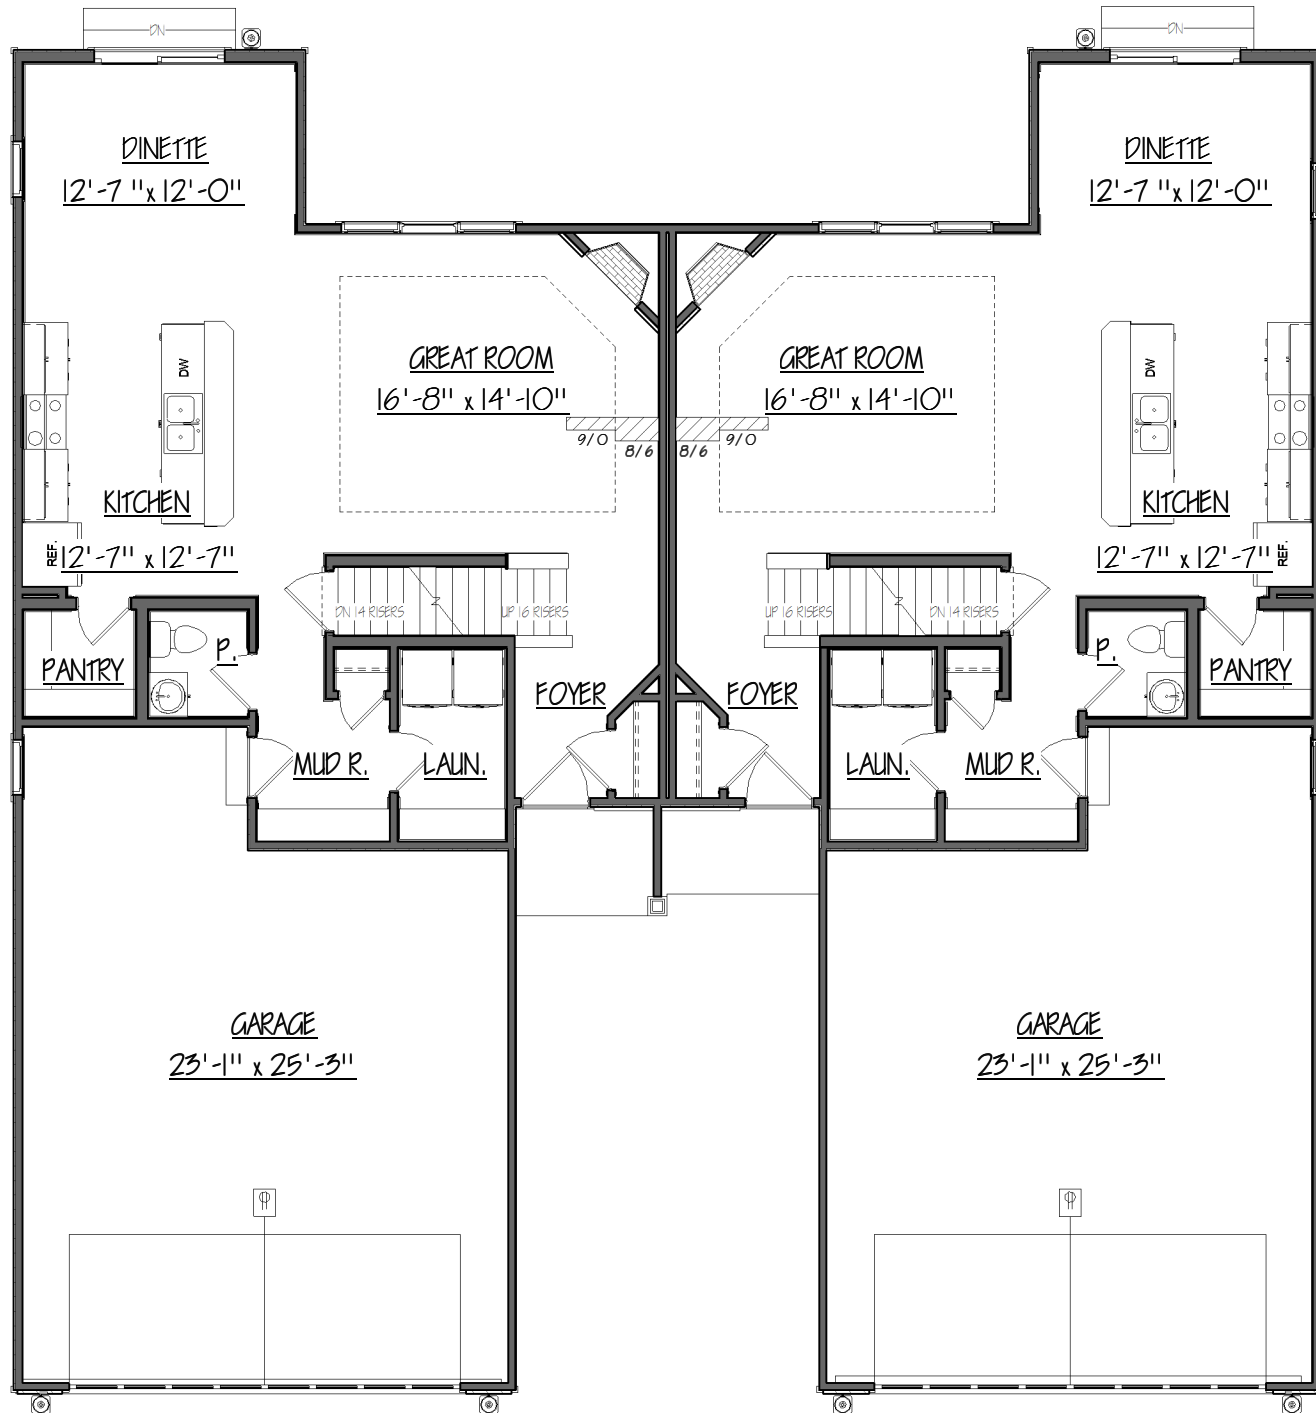 DN
DN
DINETTE
12'-7" x 12'-0"
DINETTE
12'-7" x 12'-0"
GREAT ROOM
16'-8" x 14'-10"
GREAT ROOM
16'-8" x 14'-10"
DW
DW
9/0
8/6
8/6
9/0
KITCHEN
12'-7" x 12'-7"
REF.
KITCHEN
12'-7" x 12'-7"
REF.
DN 14 RISERS
UP 16 RISERS
UP 16 RISERS
DN 14 RISERS
PANTRY
P.
FOYER
FOYER
P.
PANTRY
MUD R.
LAUN.
LAUN.
MUD R.
GARAGE
23'-1" x 25'-3"
GARAGE
23'-1" x 25'-3"